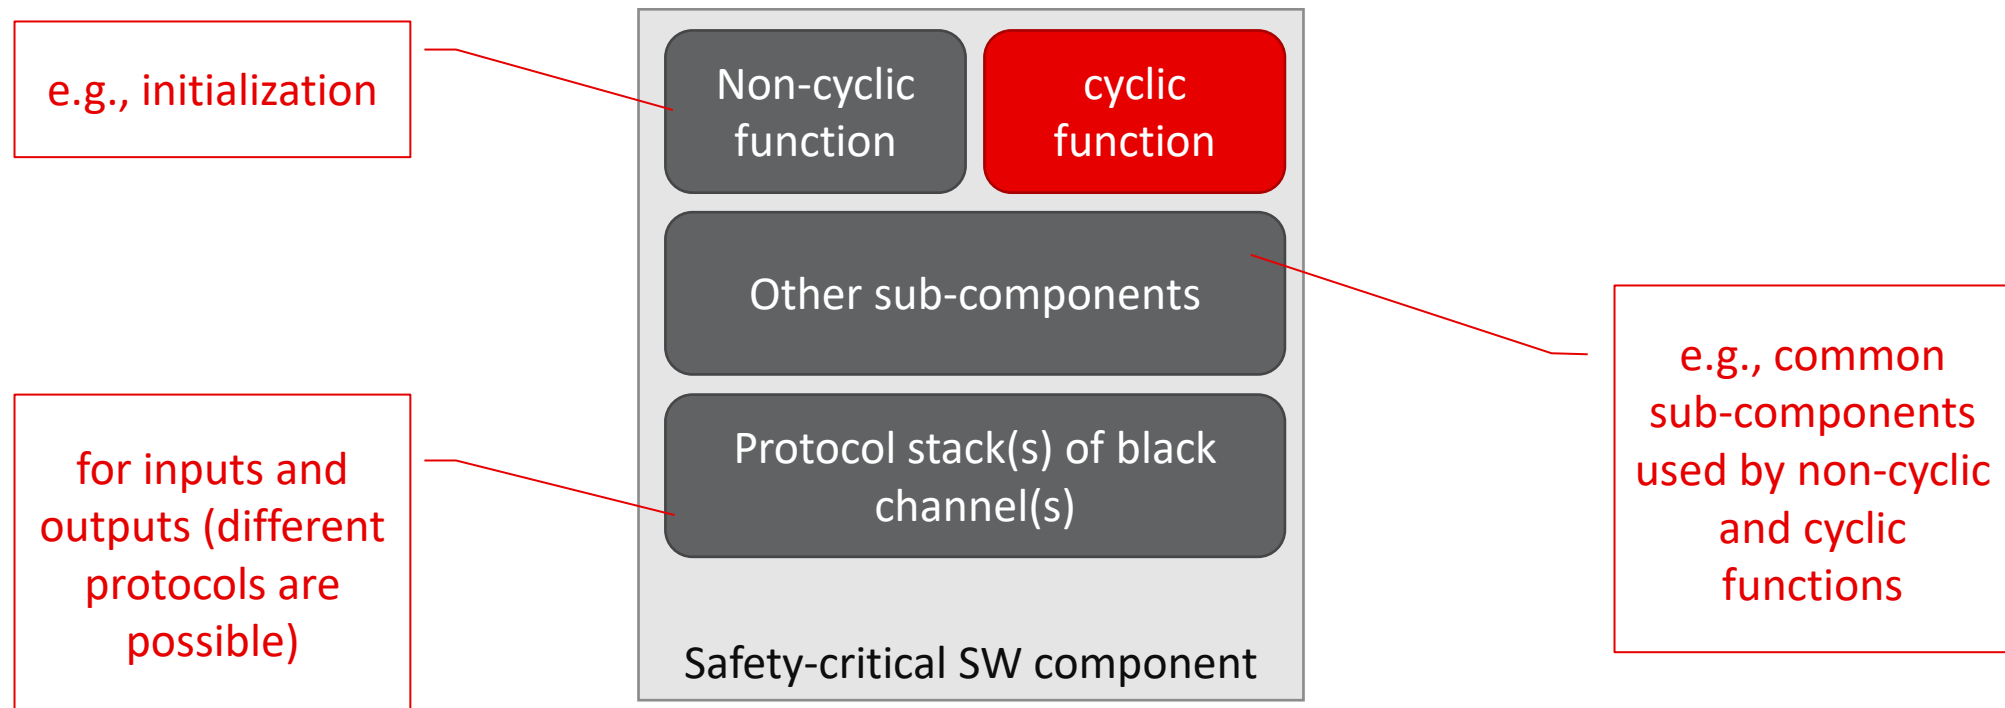 e.g., initialization
Non-cyclic
function
cyclic
function
Other sub-components
Protocol stack(s) of black
channel(s)
Safety-critical SW component
for inputs and
outputs (different
protocols are
possible)
e.g., common
sub-components
used by non-cyclic
and cyclic
functions